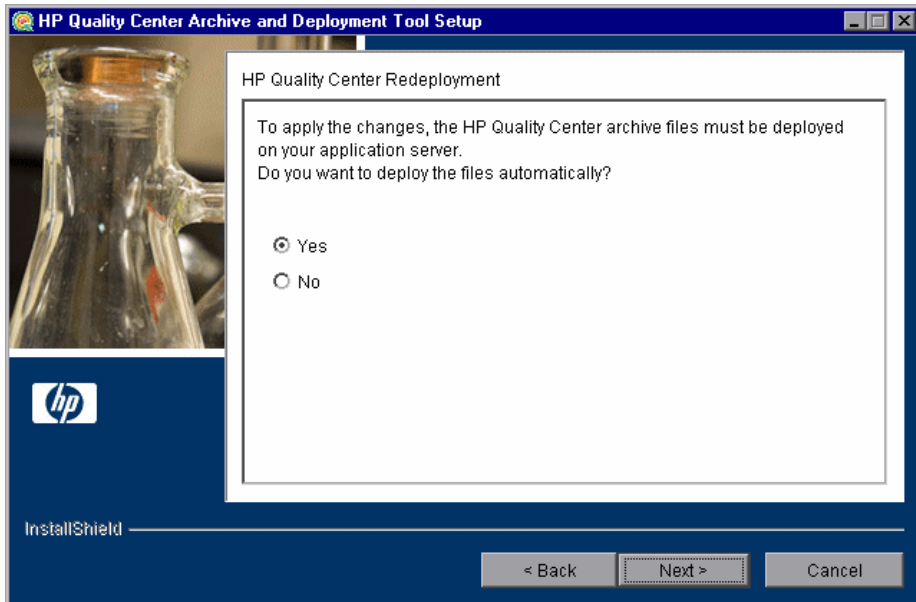 HP Quality Center Archive and Deployment Tool Setup
HP Quality Center Redeployment
To apply the changes, the HP Quality Center archive files must be deployed
on your application server.
Do you want to deploy the files automatically?
Yes
No
hp
InstallShield
< Back
Next >
Cancel